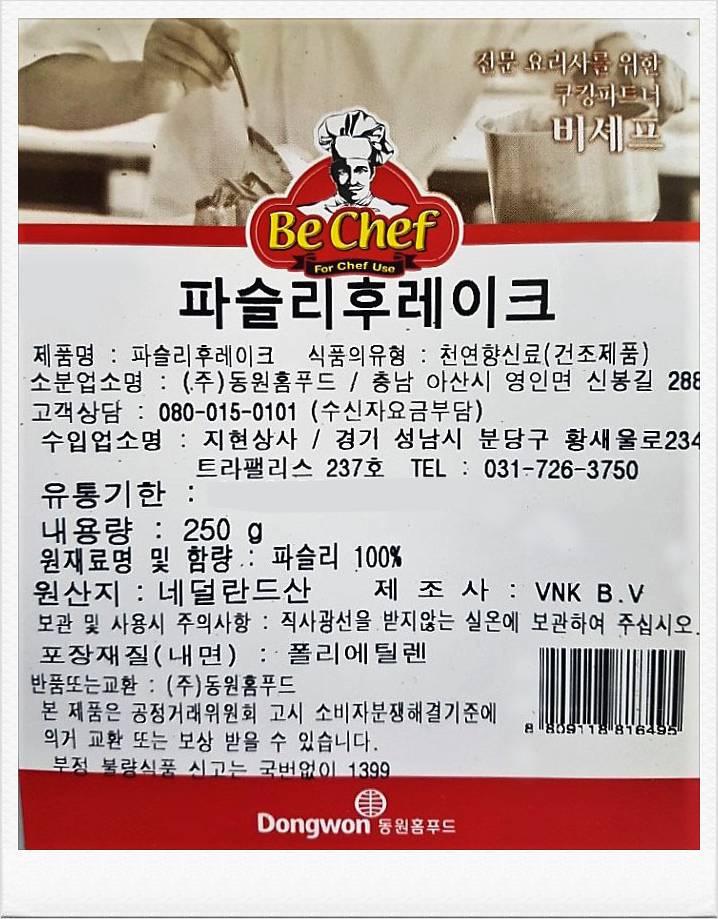 전문 요리사를 위한
쿠킹파트너
비셰프
Be Chef
For Chef Use
파슬리후레이크
제품명 : 파슬리후레이크 식품의유형 : 천연향신료(건조제품)
소분업소명 : (주)동원홈푸드 / 충남 아산시 영인면 신봉길 288
고객상담 : 080-015-0101 (수신자요금부담)
수입업소명 : 지현상사 / 경기 성남시 분당구 황새울로234
트라팰리스 237호 TEL : 031-726-3750
유통기한 :
내용량 : 250 g
원재료명 및 함량 : 파슬리 100%
원산지 : 네덜란드산 제 조 사 : VNK B.V
보관 및 사용시 주의사항 : 직사광선을 받지않는 실온에 보관하여 주십시오.
포장재질(내면) : 폴리에틸렌
반품또는교환 : (주)동원홈푸드
본 제품은 공정거래위원회 고시 소비자분쟁해결기준에
의거 교환 또는 보상 받을 수 있습니다.
부정 불량식품 신고는 국번없이 1399
8 809118 816495
Dongwon 동원홈푸드